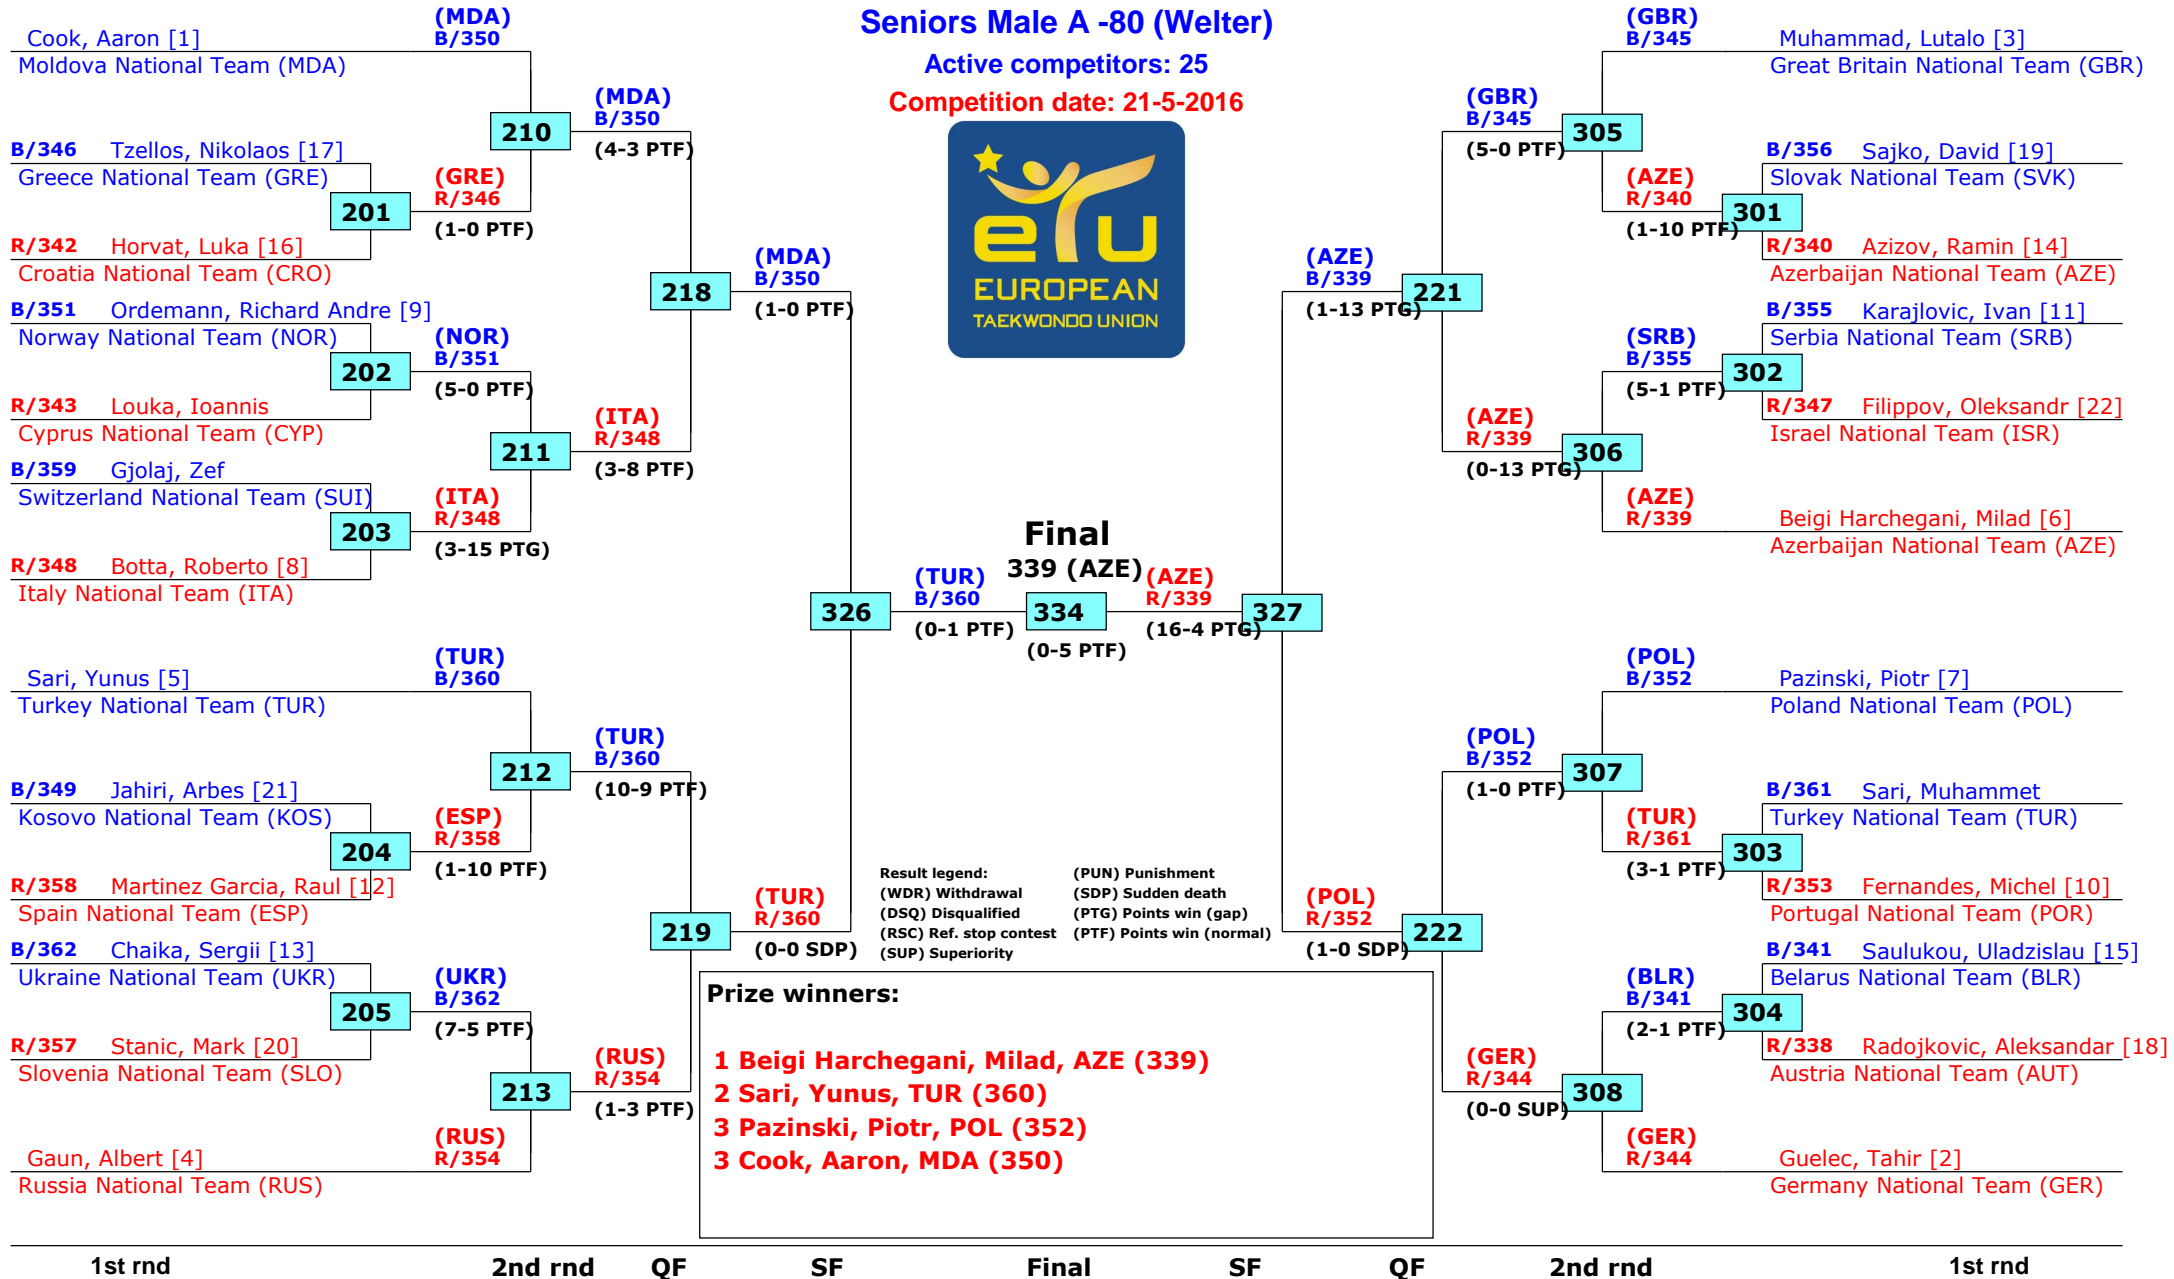 Seniors Male A -80 (Welter)
Active competitors: 25
Competition date: 21-5-2016
eTU
EUROPEAN
TAEKWONDO UNION
Cook, Aaron [1]
Moldova National Team (MDA)
(MDA)
B/350
B/346 Tzellos, Nikolaos [17]
Greece National Team (GRE)
201
R/342 Horvat, Luka [16]
Croatia National Team (CRO)
(GRE)
R/346
(1-0 PTF)
210
(MDA)
B/350
(4-3 PTF)
B/351 Ordemann, Richard Andre [9]
Norway National Team (NOR)
202
R/343 Louka, Ioannis
Cyprus National Team (CYP)
(NOR)
B/351
(5-0 PTF)
B/359 Gjolaj, Zef
Switzerland National Team (SUI)
203
R/348 Botta, Roberto [8]
Italy National Team (ITA)
(ITA)
R/348
(3-15 PTG)
211
(ITA)
R/348
(3-8 PTF)
218
(MDA)
B/350
(1-0 PTF)
Sari, Yunus [5]
Turkey National Team (TUR)
(TUR)
B/360
B/349 Jahiri, Arbes [21]
Kosovo National Team (KOS)
204
R/358 Martinez Garcia, Raul [12]
Spain National Team (ESP)
(ESP)
R/358
(1-10 PTF)
212
(TUR)
B/360
(10-9 PTF)
B/362 Chaika, Sergii [13]
Ukraine National Team (UKR)
205
R/357 Stanic, Mark [20]
Slovenia National Team (SLO)
(UKR)
B/362
(7-5 PTF)
213
Gaun, Albert [4]
Russia National Team (RUS)
(RUS)
R/354
(RUS)
R/354
(1-3 PTF)
219
(TUR)
R/360
(0-0 SDP)
326
(TUR)
B/360
(0-1 PTF)
Final
339 (AZE)
334
(0-5 PTF)
(AZE)
R/339
(16-4 PTG)
327
(AZE)
B/339
(1-13 PTG)
221
(GBR)
B/345
(5-0 PTF)
305
(GBR)
B/345
Muhammad, Lutalo [3]
Great Britain National Team (GBR)
(AZE)
R/340
(1-10 PTF)
301
B/356 Sajko, David [19]
Slovak National Team (SVK)
R/340 Azizov, Ramin [14]
Azerbaijan National Team (AZE)
(AZE)
R/339
(0-13 PTG)
306
(SRB)
B/355
(5-1 PTF)
302
B/355 Karajlovic, Ivan [11]
Serbia National Team (SRB)
R/347 Filippov, Oleksandr [22]
Israel National Team (ISR)
(AZE)
R/339
Beigi Harchegani, Milad [6]
Azerbaijan National Team (AZE)
(POL)
R/352
(1-0 SDP)
222
(POL)
B/352
(1-0 PTF)
307
(POL)
B/352
Pazinski, Piotr [7]
Poland National Team (POL)
(TUR)
R/361
(3-1 PTF)
303
B/361 Sari, Muhammet
Turkey National Team (TUR)
R/353 Fernandes, Michel [10]
Portugal National Team (POR)
(GER)
R/344
(0-0 SUP)
308
(BLR)
B/341
(2-1 PTF)
304
B/341 Saulukou, Uladzislau [15]
Belarus National Team (BLR)
R/338 Radojkovic, Aleksandar [18]
Austria National Team (AUT)
(GER)
R/344
Guelec, Tahir [2]
Germany National Team (GER)
Result legend: (PUN) Punishment
(WDR) Withdrawal (SDP) Sudden death
(DSQ) Disqualified (PTG) Points win (gap)
(RSC) Ref. stop contest (PTF) Points win (normal)
(SUP) Superiority
Prize winners:
1 Beigi Harchegani, Milad, AZE (339)
2 Sari, Yunus, TUR (360)
3 Pazinski, Piotr, POL (352)
3 Cook, Aaron, MDA (350)
1st rnd 2nd rnd QF SF Final SF QF 2nd rnd 1st rnd